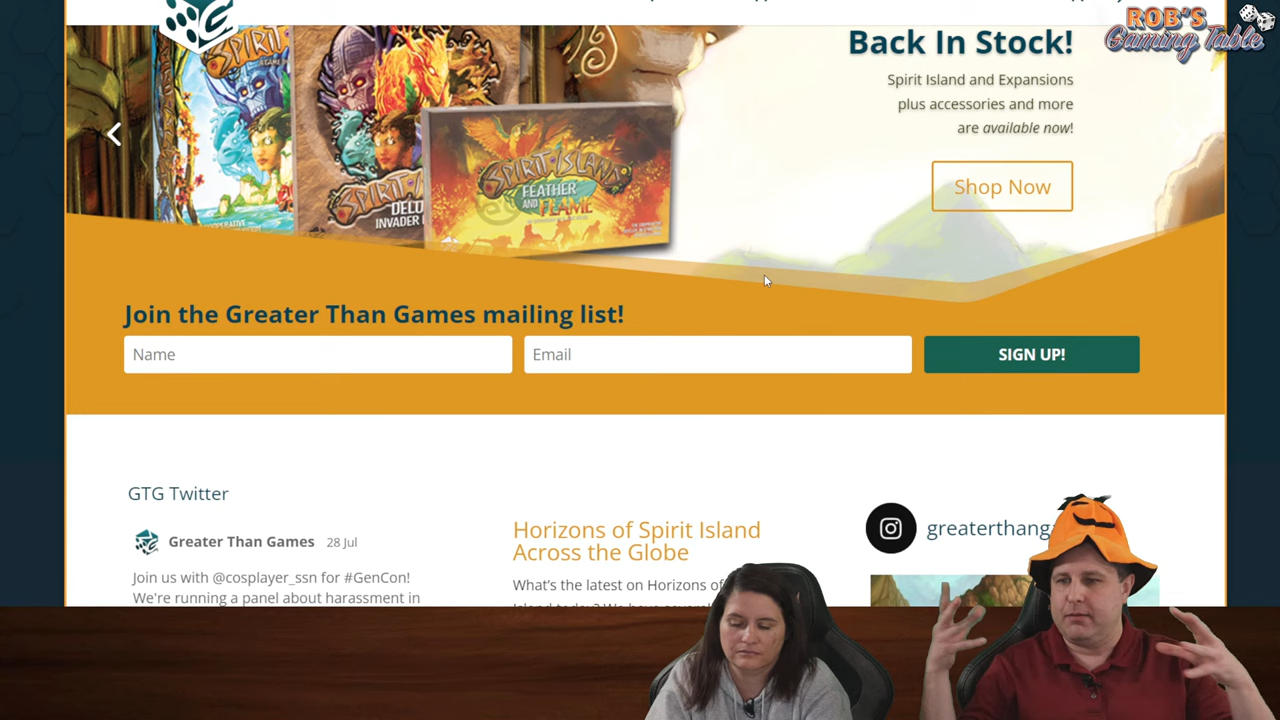 ROB'S
Gaming Table
Back In Stock!
Spirit Island and Expansions
plus accessories and more
are available now!
Shop Now
SPIRIT ISLAND
FEATHER
AND FLAME
INVADER
Join the Greater Than Games mailing list!
Name
Email
SIGN UP!
GTG Twitter
Greater Than Games 28 Jul
Join us with @cosplayer_ssn for #GenCon!
We're running a panel about harassment in
Horizons of Spirit Island
Across the Globe
What's the latest on Horizons of
greaterthanga